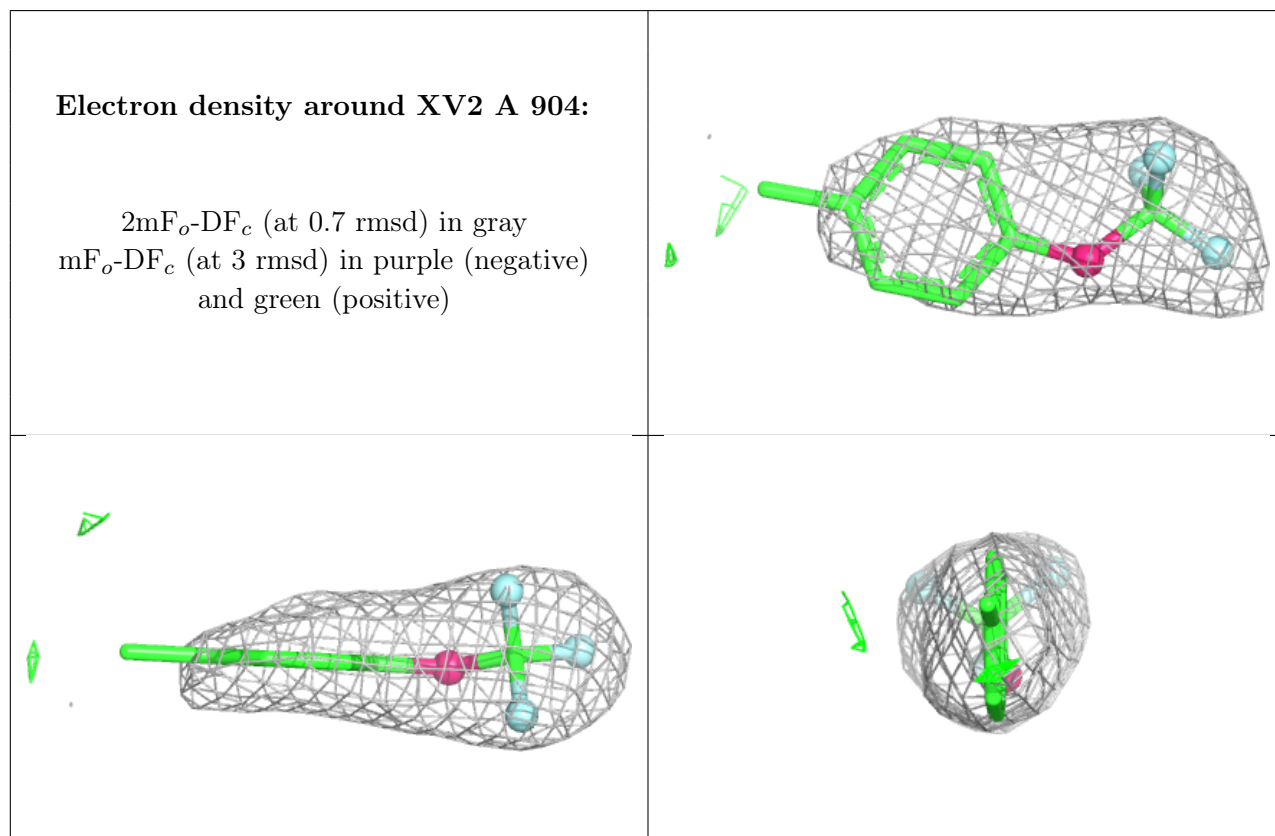 Electron density around XV2 A 904:
2mFₒ-DF𝒸 (at 0.7 rmsd) in gray
mFₒ-DF𝒸 (at 3 rmsd) in purple (negative)
and green (positive)